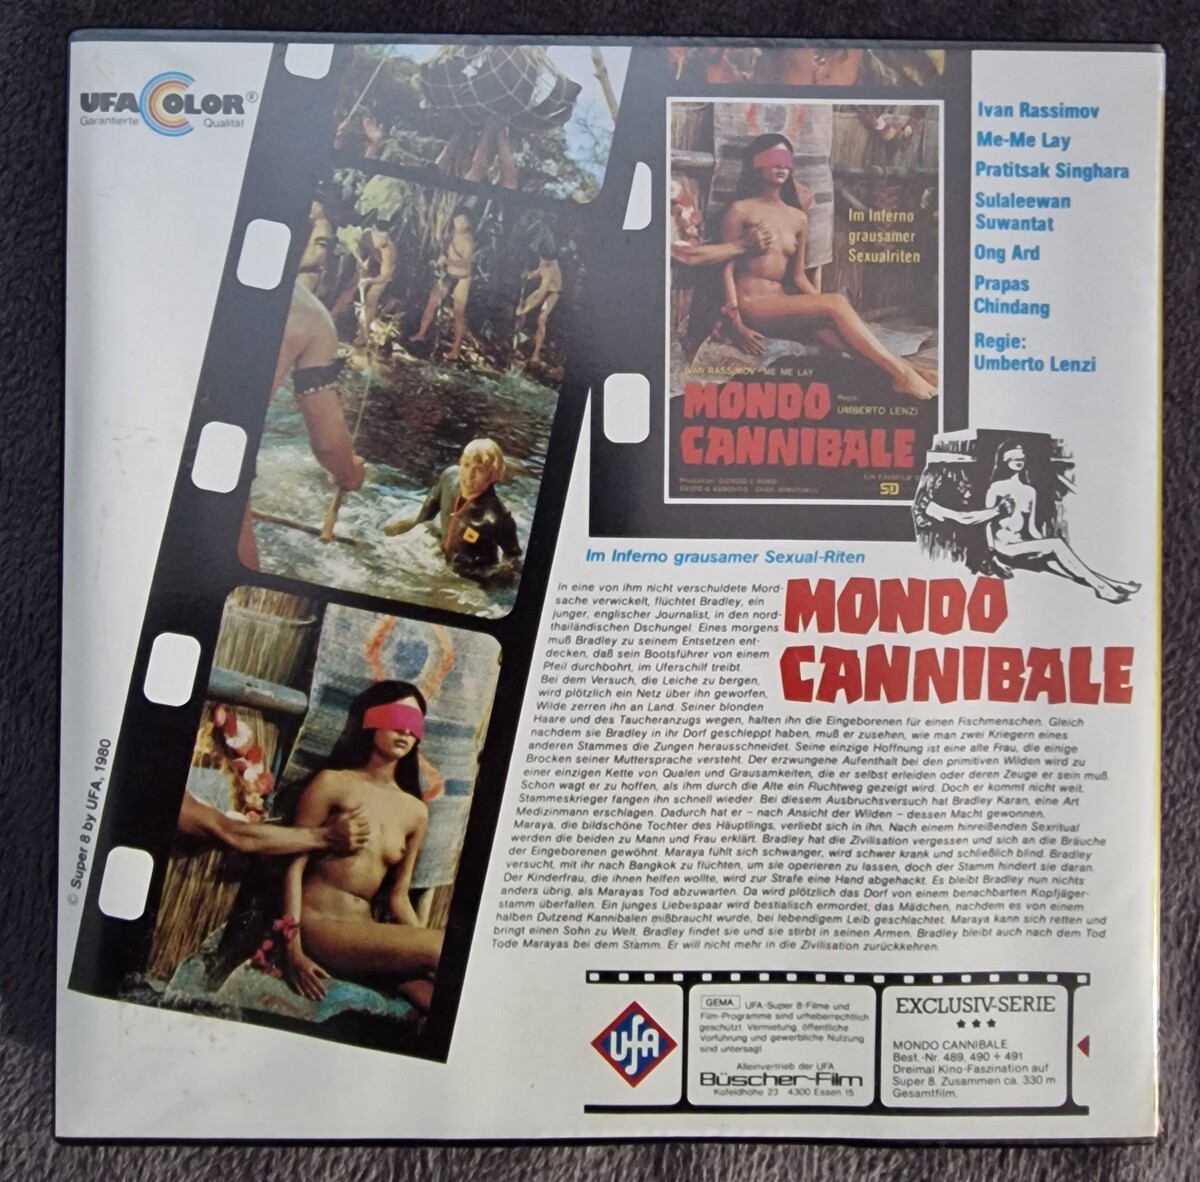 UFACOLOR®
Garantierte Qualität
© Super 8 by UFA, 1980
Im Inferno
grausamer
Sexualriten
IVAN RASSIMOV - ME ME LAY
MONDO
Regie:
UMBERTO LENZI
CANNIBALE
SD
Ivan Rassimov
Me-Me Lay
Pratitsak Singhara
Sulaleewan
Suwantat
Ong Ard
Prapas
Chindang
Regie:
Umberto Lenzi
Im Inferno grausamer Sexual-Riten
MONDO
CANNIBALE
In eine von ihm nicht verschuldete Mord-
sache verwickelt, flüchtet Bradley, ein
junger, englischer Journalist, in den nord-
thailändischen Dschungel. Eines morgens
muß Bradley zu seinem Entsetzen ent-
decken, daß sein Bootsführer von einem
Pfeil durchbohrt, im Uferschilf treibt.
Bei dem Versuch, die Leiche zu bergen,
wird plötzlich ein Netz über ihn geworfen,
Wilde zerren ihn an Land. Seiner blonden
Haare und des Taucheranzugs wegen, halten ihn die Eingeborenen für einen Fischmenschen. Gleich
nachdem sie Bradley in ihr Dorf geschleppt haben, muß er zusehen, wie man zwei Kriegern eines
anderen Stammes die Zungen herausschneidet. Seine einzige Hoffnung ist eine alte Frau, die einige
Brocken seiner Muttersprache versteht. Der erzwungene Aufenthalt bei den primitiven Wilden wird zu
einer einzigen Kette von Qualen und Grausamkeiten, die er selbst erleiden oder deren Zeuge er sein muß.
Schon wagt er zu hoffen, als ihm durch die Alte ein Fluchtweg gezeigt wird. Doch er kommt nicht weit.
Stammeskrieger fangen ihn schnell wieder. Bei diesem Ausbruchsversuch hat Bradley Karan, eine Art
Medizinmann erschlagen. Dadurch hat er – nach Ansicht der Wilden – dessen Macht gewonnen.
Maraya, die bildschöne Tochter des Häuptlings, verliebt sich in ihn. Nach einem hinreißenden Sexritual
werden die beiden zu Mann und Frau erklärt. Bradley hat die Zivilisation vergessen und sich an die Bräuche
der Eingeborenen gewöhnt. Maraya fühlt sich schwanger, wird schwer krank und schließlich blind. Bradley
versucht, mit ihr nach Bangkok zu flüchten, um sie operieren zu lassen, doch der Stamm hindert sie daran.
Der Kinderfrau, die ihnen helfen wollte, wird zur Strafe eine Hand abgehackt. Es bleibt Bradley nun nichts
anders übrig, als Marayas Tod abzuwarten. Da wird plötzlich das Dorf von einem benachbarten Kopfjäger-
stamm überfallen. Ein junges Liebespaar wird bestialisch ermordet, das Mädchen, nachdem es von einem
halben Dutzend Kannibalen mißbraucht wurde, bei lebendigem Leib geschlachtet. Maraya kann sich retten und
bringt einen Sohn zu Welt. Bradley findet sie und sie stirbt in seinen Armen. Bradley bleibt auch nach dem Tod
Tode Marayas bei dem Stamm. Er will nicht mehr in die Zivilisation zurückkehren.
UfA
GEMA UFA-Super 8-Filme und
Film-Programme sind urheberrechtlich
geschützt. Vermietung, öffentliche
Vorführung und gewerbliche Nutzung
sind untersagt
Alleinvertrieb der UFA
Büscher-Film
Kofeldhöhe 23 4300 Essen 15
EXCLUSIV-SERIE
★★★
MONDO CANNIBALE
Best.-Nr. 489, 490 + 491
Dreimal Kino-Faszination auf
Super 8. Zusammen ca. 330 m
Gesamtfilm.